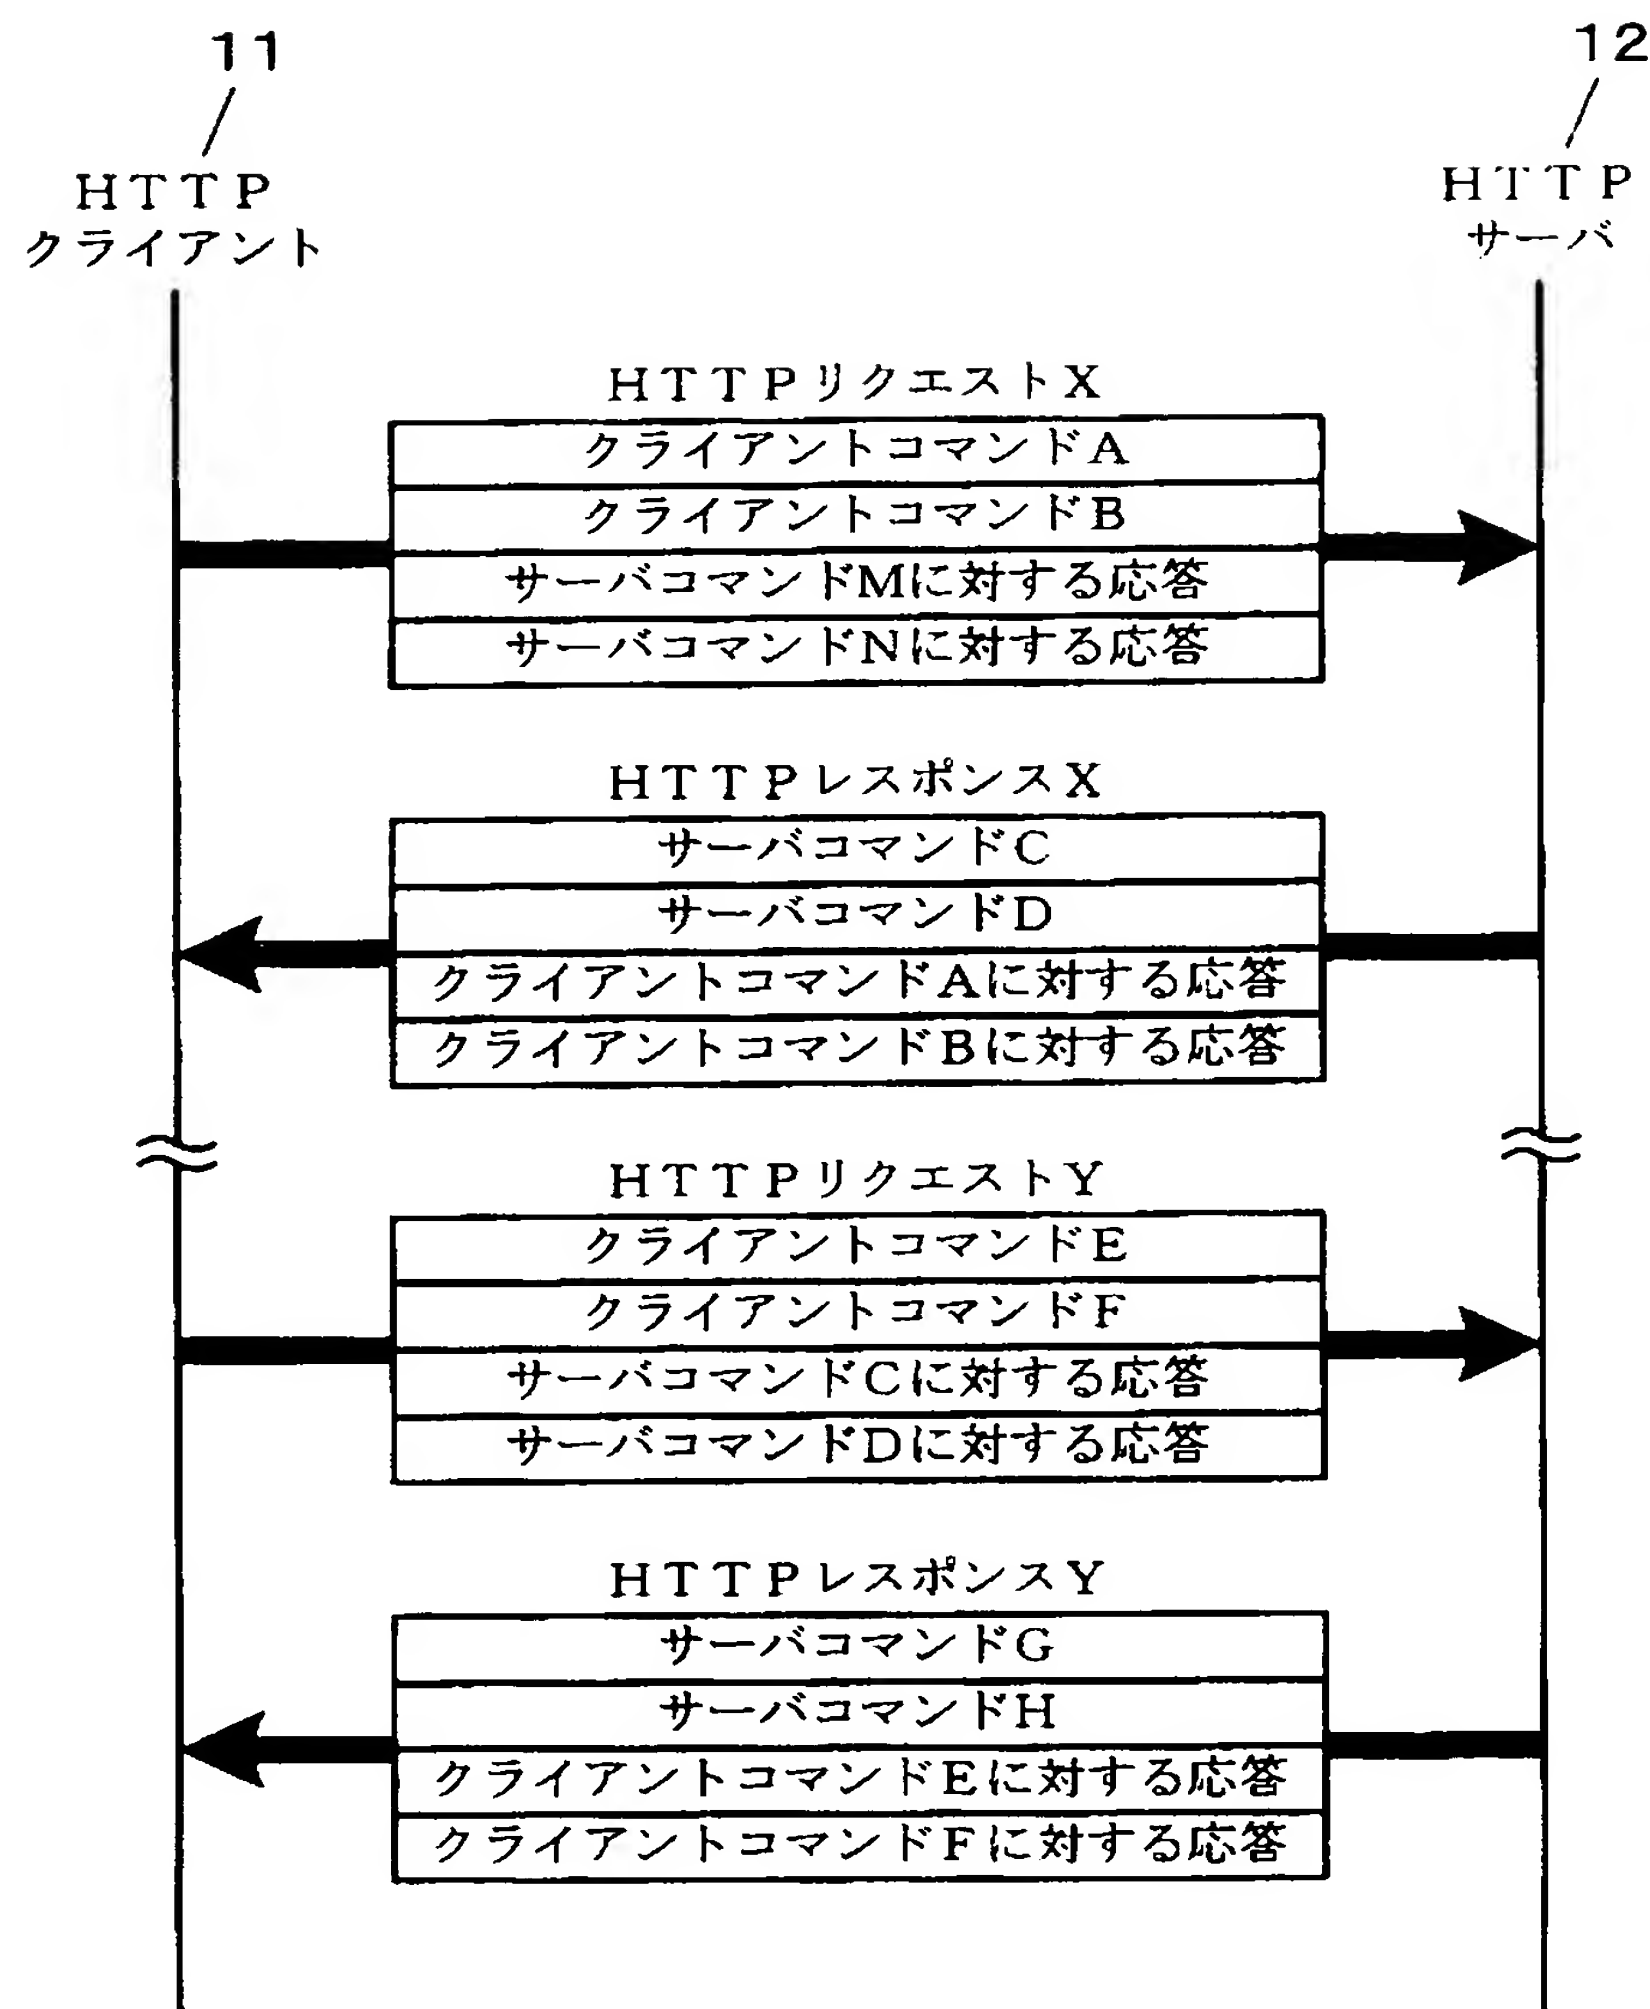 11
12
ＨＴＴＰ
クライアント
ＨＴＴＰ
サーバ
ＨＴＴＰリクエストX
クライアントコマンドA
クライアントコマンドB
サーバコマンドMに対する応答
サーバコマンドNに対する応答
ＨＴＴＰレスポンスX
サーバコマンドC
サーバコマンドD
クライアントコマンドAに対する応答
クライアントコマンドBに対する応答
ＨＴＴＰリクエストY
クライアントコマンドE
クライアントコマンドF
サーバコマンドCに対する応答
サーバコマンドDに対する応答
ＨＴＴＰレスポンスY
サーバコマンドG
サーバコマンドH
クライアントコマンドEに対する応答
クライアントコマンドFに対する応答